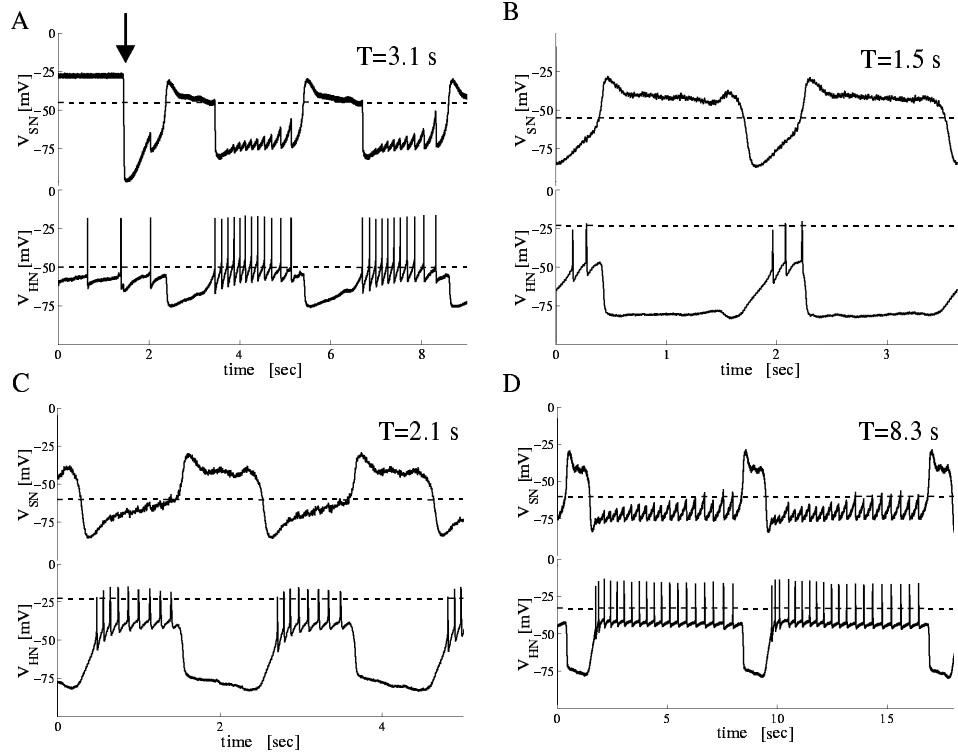 A
T=3.1 s
0
−25
−50
−75
V_SN [mV]
0
−25
−50
−75
V_HN [mV]
0 2 4 6 8
time [sec]
B
T=1.5 s
0
−25
−50
−75
V_SN [mV]
0
−25
−50
−75
V_HN [mV]
0 1 2 3
time [sec]
C
T=2.1 s
0
−25
−50
−75
V_SN [mV]
0
−25
−50
−75
V_HN [mV]
0 2 4
time [sec]
D
T=8.3 s
0
−25
−50
−75
V_SN [mV]
0
−25
−50
−75
V_HN [mV]
0 5 10 15
time [sec]